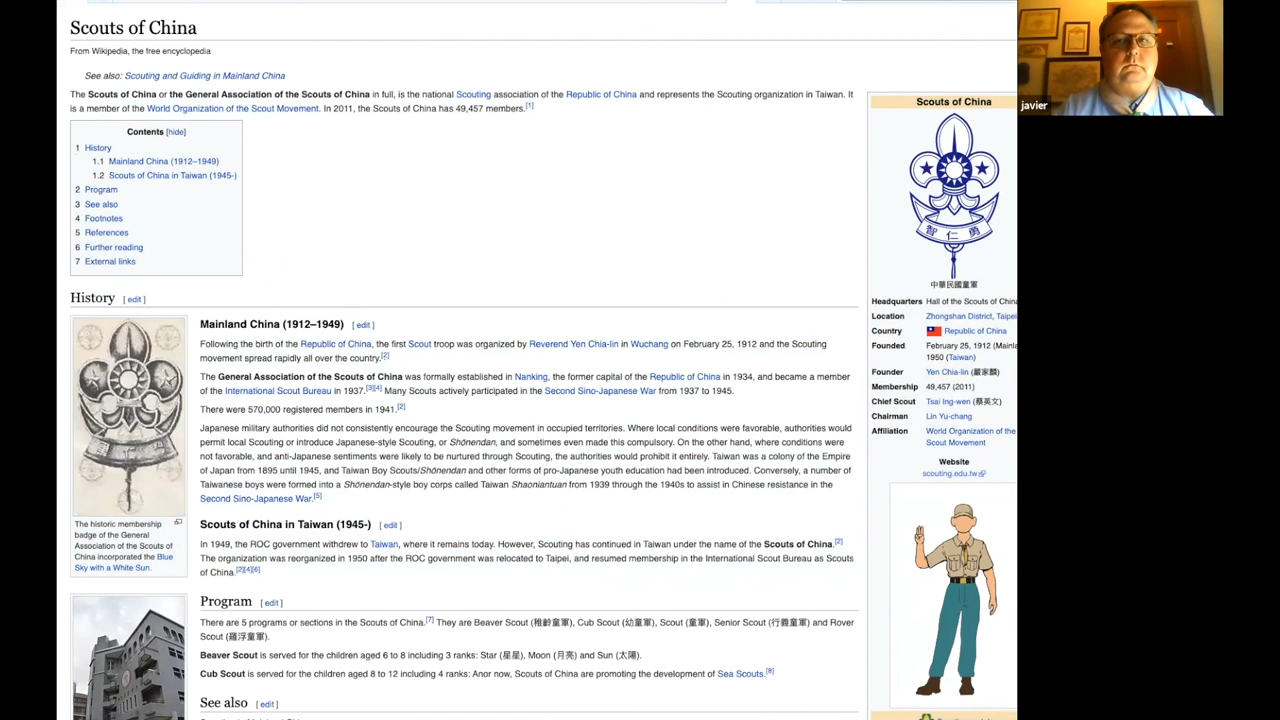 Scouts of China
From Wikipedia, the free encyclopedia
See also: Scouting and Guiding in Mainland China
The Scouts of China or the General Association of the Scouts of China in full, is the national Scouting association of the Republic of China and represents the Scouting organization in Taiwan. It
is a member of the World Organization of the Scout Movement. In 2011, the Scouts of China has 49,457 members.[1]
Contents [hide]
1 History
1.1 Mainland China (1912–1949)
1.2 Scouts of China in Taiwan (1945-)
2 Program
3 See also
4 Footnotes
5 References
6 Further reading
7 External links
History [ edit ]
The historic membership
badge of the General
Association of the Scouts of
China incorporated the Blue
Sky with a White Sun.
Mainland China (1912–1949) [ edit ]
Following the birth of the Republic of China, the first Scout troop was organized by Reverend Yen Chia-lin in Wuchang on February 25, 1912 and the Scouting
movement spread rapidly all over the country.[2]
The General Association of the Scouts of China was formally established in Nanking, the former capital of the Republic of China in 1934, and became a member
of the International Scout Bureau in 1937.[3][4] Many Scouts actively participated in the Second Sino-Japanese War from 1937 to 1945.
There were 570,000 registered members in 1941.[2]
Japanese military authorities did not consistently encourage the Scouting movement in occupied territories. Where local conditions were favorable, authorities would
permit local Scouting or introduce Japanese-style Scouting, or Shōnendan, and sometimes even made this compulsory. On the other hand, where conditions were
not favorable, and anti-Japanese sentiments were likely to be nurtured through Scouting, the authorities would prohibit it entirely. Taiwan was a colony of the Empire
of Japan from 1895 until 1945, and Taiwan Boy Scouts/Shōnendan and other forms of pro-Japanese youth education had been introduced. Conversely, a number of
Taiwanese boys were formed into a Shōnendan-style boy corps called Taiwan Shaoniantuan from 1939 through the 1940s to assist in Chinese resistance in the
Second Sino-Japanese War.[5]
Scouts of China in Taiwan (1945-) [ edit ]
In 1949, the ROC government withdrew to Taiwan, where it remains today. However, Scouting has continued in Taiwan under the name of the Scouts of China.[2]
The organization was reorganized in 1950 after the ROC government was relocated to Taipei, and resumed membership in the International Scout Bureau as Scouts
of China.[2][4][6]
Program [ edit ]
There are 5 programs or sections in the Scouts of China.[7] They are Beaver Scout (稚齡童軍), Cub Scout (幼童軍), Scout (童軍), Senior Scout (行義童軍) and Rover
Scout (羅浮童軍).
Beaver Scout is served for the children aged 6 to 8 including 3 ranks: Star (星星), Moon (月亮) and Sun (太陽).
Cub Scout is served for the children aged 8 to 12 including 4 ranks: Anor now, Scouts of China are promoting the development of Sea Scouts.[8]
See also [ edit ]
Scouts of China
智仁勇
中華民國童軍
Headquarters Hall of the Scouts of China
Location Zhongshan District, Taipei
Country Republic of China
Founded February 25, 1912
1950 (Taiwan)
Founder Yen Chia-lin (嚴家麟)
Membership 49,457 (2011)
Chief Scout Tsai Ing-wen (蔡英文)
Chairman Lin Yu-chang
Affiliation World Organization of the
Scout Movement
Website
scouting.edu.tw
javier